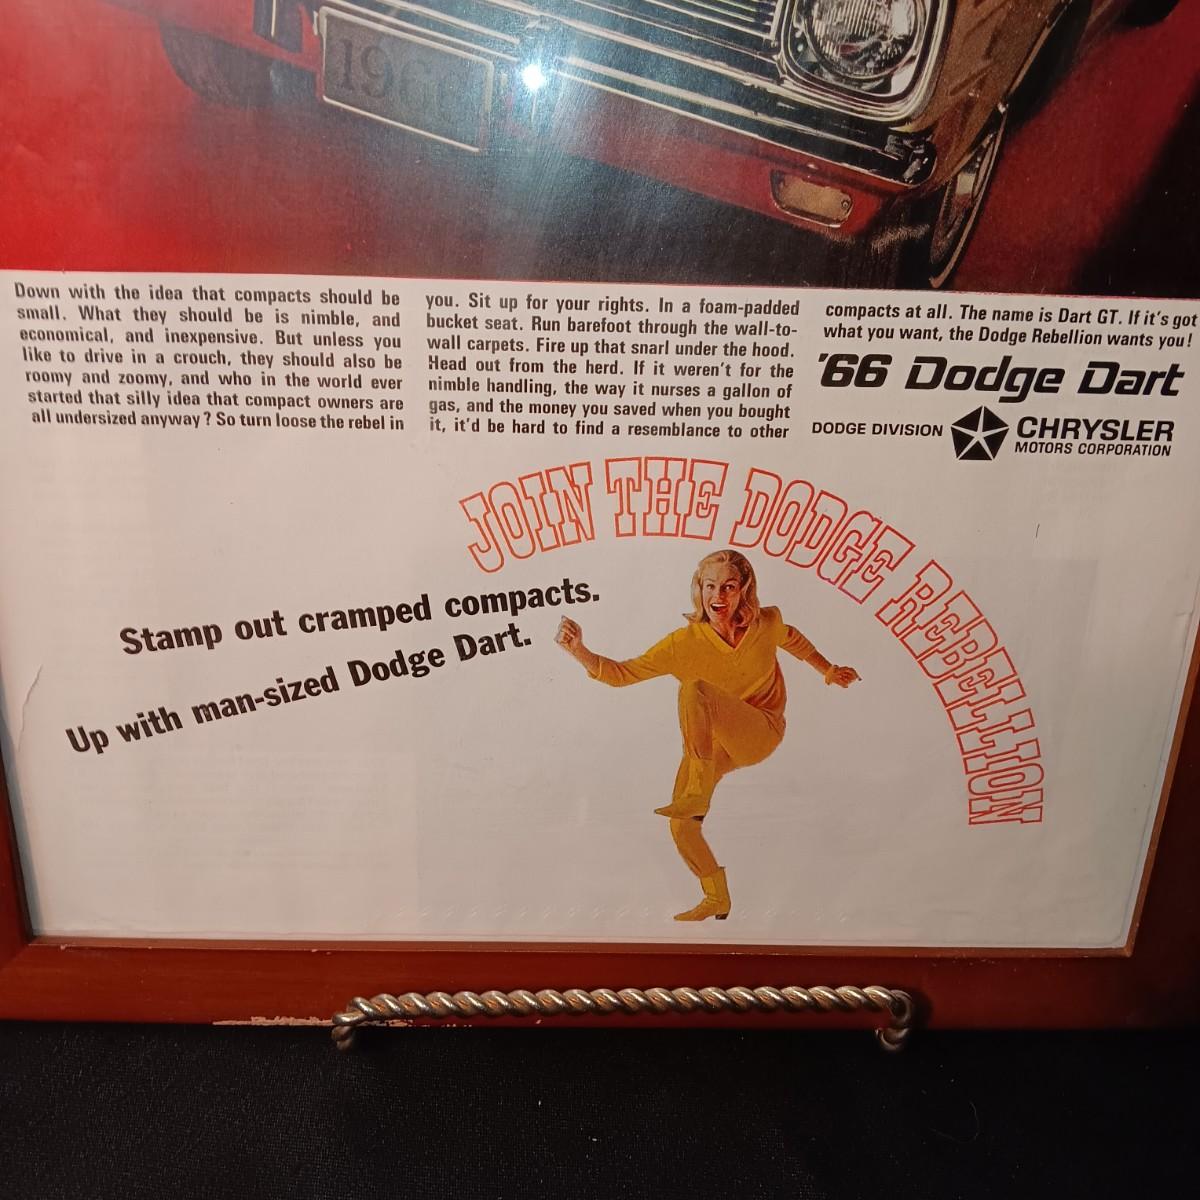 1966
Down with the idea that compacts should be
small. What they should be is nimble, and
economical, and inexpensive. But unless you
like to drive in a crouch, they should also be
roomy and zoomy, and who in the world ever
started that silly idea that compact owners are
all undersized anyway? So turn loose the rebel in
you. Sit up for your rights. In a foam-padded
bucket seat. Run barefoot through the wall-to-
wall carpets. Fire up that snarl under the hood.
Head out from the herd. If it weren't for the
nimble handling, the way it nurses a gallon of
gas, and the money you saved when you bought
it, it'd be hard to find a resemblance to other
compacts at all. The name is Dart GT. If it's got
what you want, the Dodge Rebellion wants you!
'66 Dodge Dart
DODGE DIVISION CHRYSLER
MOTORS CORPORATION
JOIN THE DODGE REBELLION
Stamp out cramped compacts.
Up with man-sized Dodge Dart.